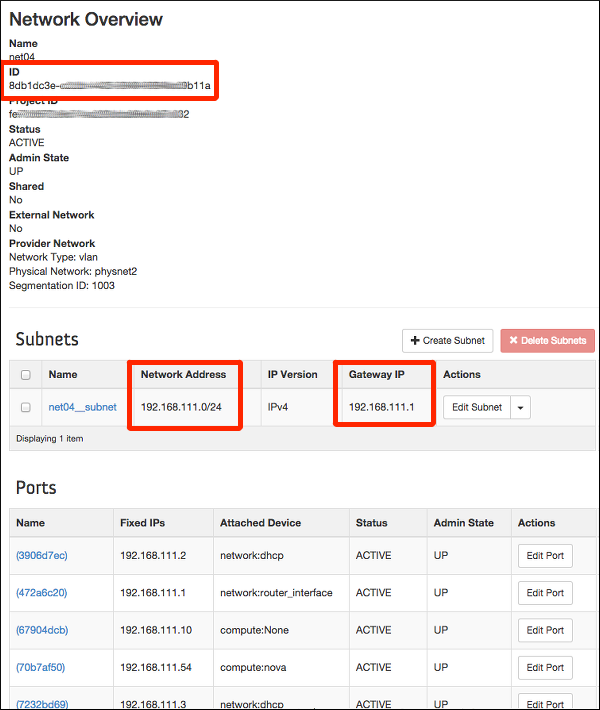 Network Overview
Name
net04
ID
8db1dc3e- b11a
Project ID
fe 32
Status
ACTIVE
Admin State
UP
Shared
No
External Network
No
Provider Network
Network Type: vlan
Physical Network: physnet2
Segmentation ID: 1003
Subnets
Create Subnet Delete Subnets
Name Network Address IP Version Gateway IP Actions
net04__subnet 192.168.111.0/24 IPv4 192.168.111.1 Edit Subnet
Displaying 1 item
Ports
Name Fixed IPs Attached Device Status Admin State Actions
(3906d7ec) 192.168.111.2 network:dhcp ACTIVE UP Edit Port
(472a6c20) 192.168.111.1 network:router_interface ACTIVE UP Edit Port
(67904dcb) 192.168.111.10 compute:None ACTIVE UP Edit Port
(70b7af50) 192.168.111.54 compute:nova ACTIVE UP Edit Port
(7232bd69) 192.168.111.3 network:dhcp ACTIVE UP Edit Port